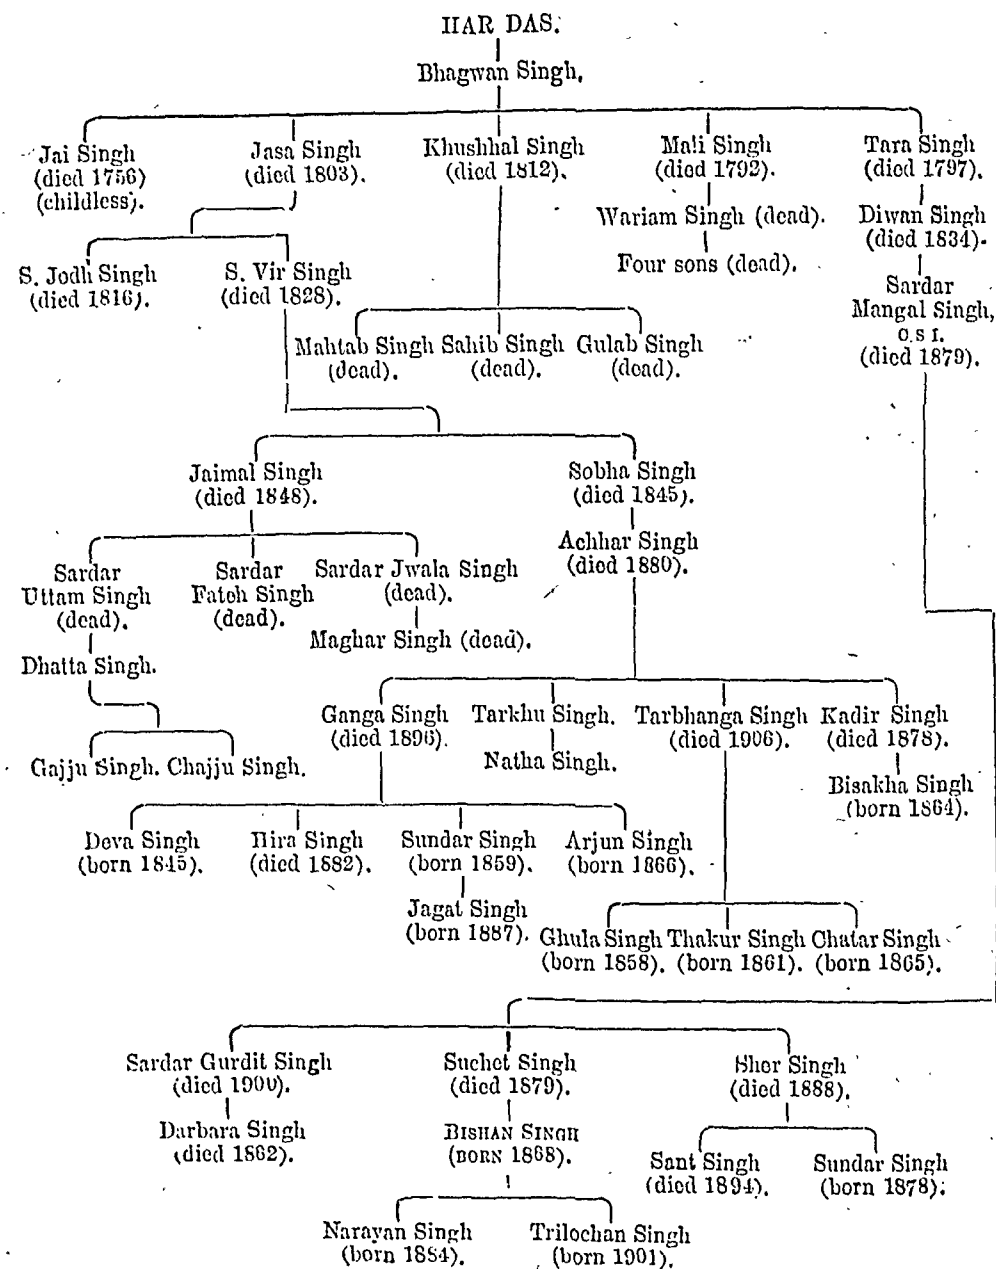 HAR DAS.
Bhagwan Singh.
Jai Singh
(died 1756)
(childless).
Jasa Singh
(died 1803).
Khushhal Singh
(died 1812).
Mali Singh
(died 1792).
Tara Singh
(died 1797).
Wariam Singh (dead).
Four sons (dead).
Diwan Singh
(died 1834).
Sardar
Mangal Singh,
C.S I.
(died 1879).
S. Jodh Singh
(died 1816).
S. Vir Singh
(died 1828).
Mahtab Singh
(dead).
Sahib Singh
(dead).
Gulab Singh
(dead).
Jaimal Singh
(died 1848).
Sobha Singh
(died 1845).
Achhar Singh
(died 1880).
Sardar
Uttam Singh
(dead).
Sardar
Fateh Singh
(dead).
Sardar Jwala Singh
(dead).
Maghar Singh (dead).
Dhatta Singh.
Gajju Singh. Chajju Singh.
Ganga Singh
(died 1896).
Tarkhu Singh.
Natha Singh.
Tarbhanga Singh
(died 1906).
Kadir Singh
(died 1878).
Bisakha Singh
(born 1864).
Deva Singh
(born 1845).
Hira Singh
(died 1882).
Sundar Singh
(born 1859).
Arjun Singh
(born 1866).
Jagat Singh
(born 1887).
Ghula Singh
(born 1858).
Thakur Singh
(born 1861).
Chatar Singh
(born 1865).
Sardar Gurdit Singh
(died 1900).
Suchet Singh
(died 1879).
Sher Singh
(died 1888).
Darbara Singh
(died 1862).
BISHAN SINGH
(BORN 1868).
Sant Singh
(died 1894).
Sundar Singh
(born 1878).
Narayan Singh
(born 1884).
Trilochan Singh
(born 1901).